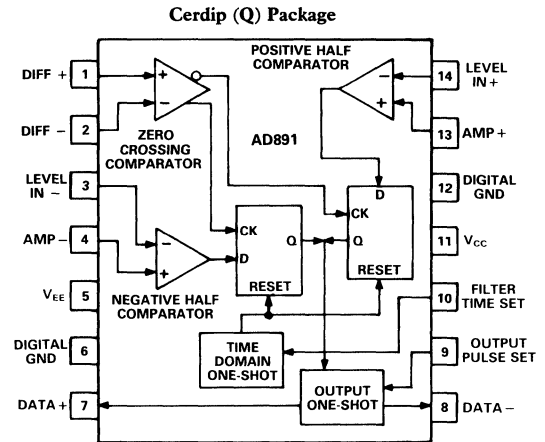 Cerdip (Q) Package
DIFF + 1
DIFF - 2
LEVEL
IN - 3
AMP- 4
VEE 5
DIGITAL
GND 6
DATA+ 7
POSITIVE HALF
COMPARATOR
+
-
ZERO
CROSSING
COMPARATOR
AD891
-
+
D
CK
Q
RESET
-
+
NEGATIVE HALF
COMPARATOR
CK
D
Q
RESET
TIME
DOMAIN
ONE-SHOT
OUTPUT
ONE-SHOT
14 LEVEL
IN+
13 AMP+
12 DIGITAL
GND
11 VCC
10 FILTER
TIME SET
9 OUTPUT
PULSE SET
8 DATA-